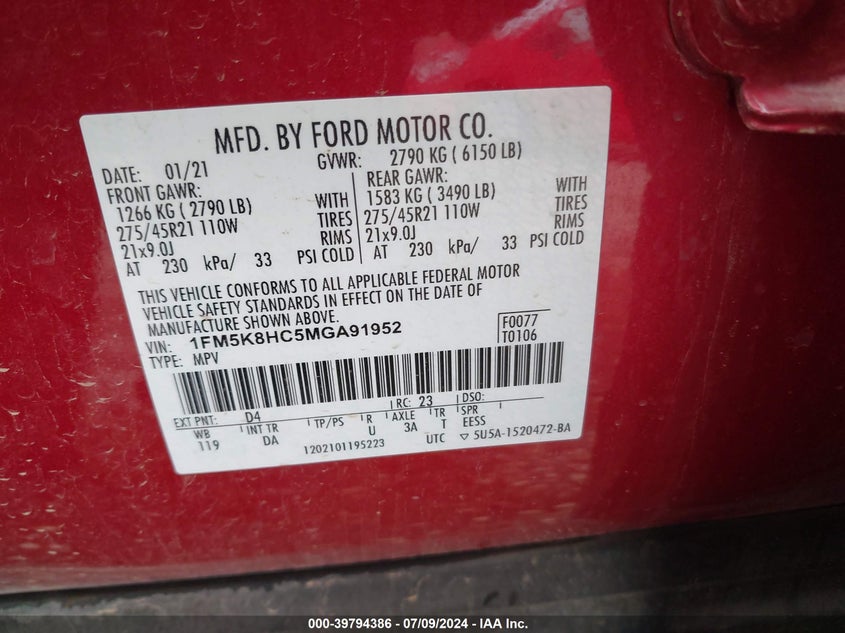 MFD. BY FORD MOTOR CO.
DATE: 01/21
GVWR: 2790 KG ( 6150 LB)
FRONT GAWR:
1266 KG ( 2790 LB) WITH
275/45R21 110W TIRES
21x9.0J RIMS
AT 230 kPa/ 33 PSI COLD
REAR GAWR:
1583 KG ( 3490 LB) WITH
275/45R21 110W TIRES
21x9.0J RIMS
AT 230 kPa/ 33 PSI COLD
THIS VEHICLE CONFORMS TO ALL APPLICABLE FEDERAL MOTOR
VEHICLE SAFETY STANDARDS IN EFFECT ON THE DATE OF
MANUFACTURE SHOWN ABOVE.
VIN: 1FM5K8HC5MGA91952
TYPE: MPV
F0077
T0106
EXT PNT: D4 RC: 23 DSO:
WB INT TR TP/PS R AXLE TR SPR
119 DA U 3A T EESS
1202101195223 UTC ▽ 5U5A-1520472-BA
000-39794386 - 07/09/2024 - IAA Inc.